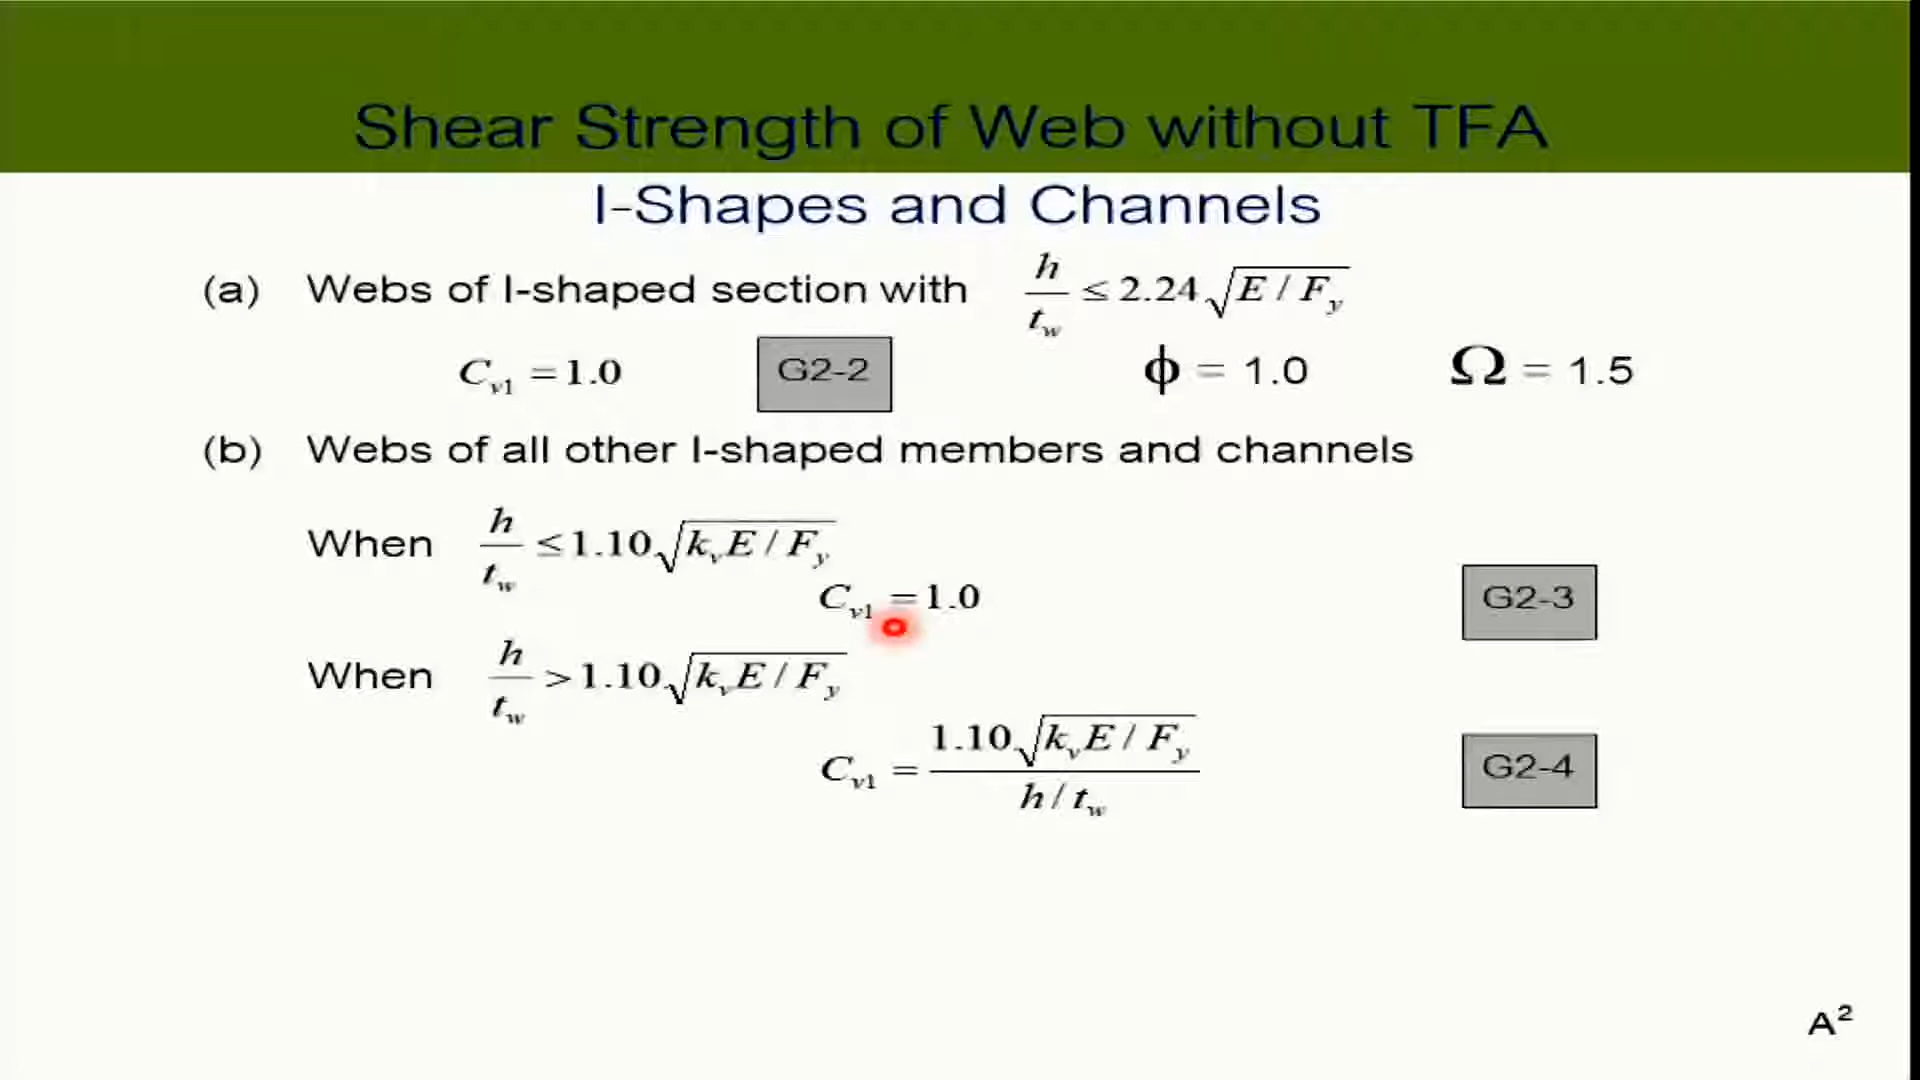 Shear Strength of Web without TFA
I-Shapes and Channels
(a) Webs of I-shaped section with h/t_w ≤ 2.24√(E / F_y)
C_v1 = 1.0 G2-2 ϕ = 1.0 Ω = 1.5
(b) Webs of all other I-shaped members and channels
When h/t_w ≤ 1.10√(k_v E / F_y)
C_v1 = 1.0 G2-3
When h/t_w > 1.10√(k_v E / F_y)
C_v1 = 1.10√(k_v E / F_y) / (h / t_w) G2-4
A²